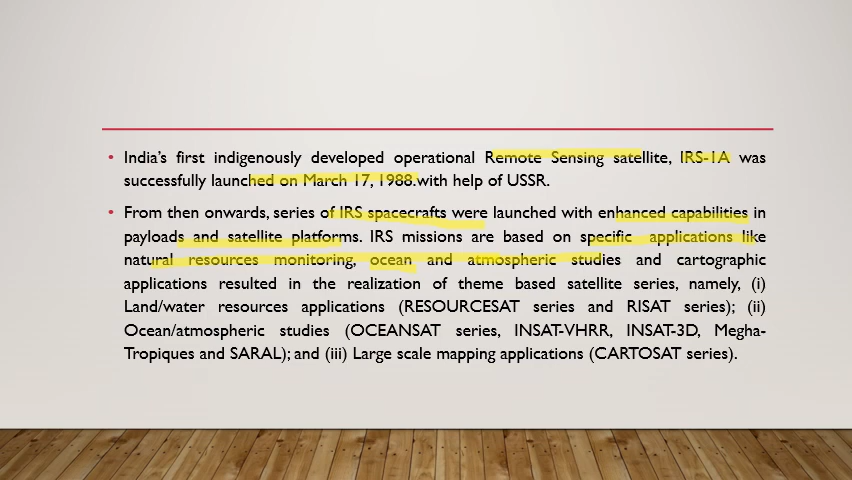 • India's first indigenously developed operational Remote Sensing satellite, IRS-1A was
successfully launched on March 17, 1988.with help of USSR.
• From then onwards, series of IRS spacecrafts were launched with enhanced capabilities in
payloads and satellite platforms. IRS missions are based on specific applications like
natural resources monitoring, ocean and atmospheric studies and cartographic
applications resulted in the realization of theme based satellite series, namely, (i)
Land/water resources applications (RESOURCESAT series and RISAT series); (ii)
Ocean/atmospheric studies (OCEANSAT series, INSAT-VHRR, INSAT-3D, Megha-
Tropiques and SARAL); and (iii) Large scale mapping applications (CARTOSAT series).